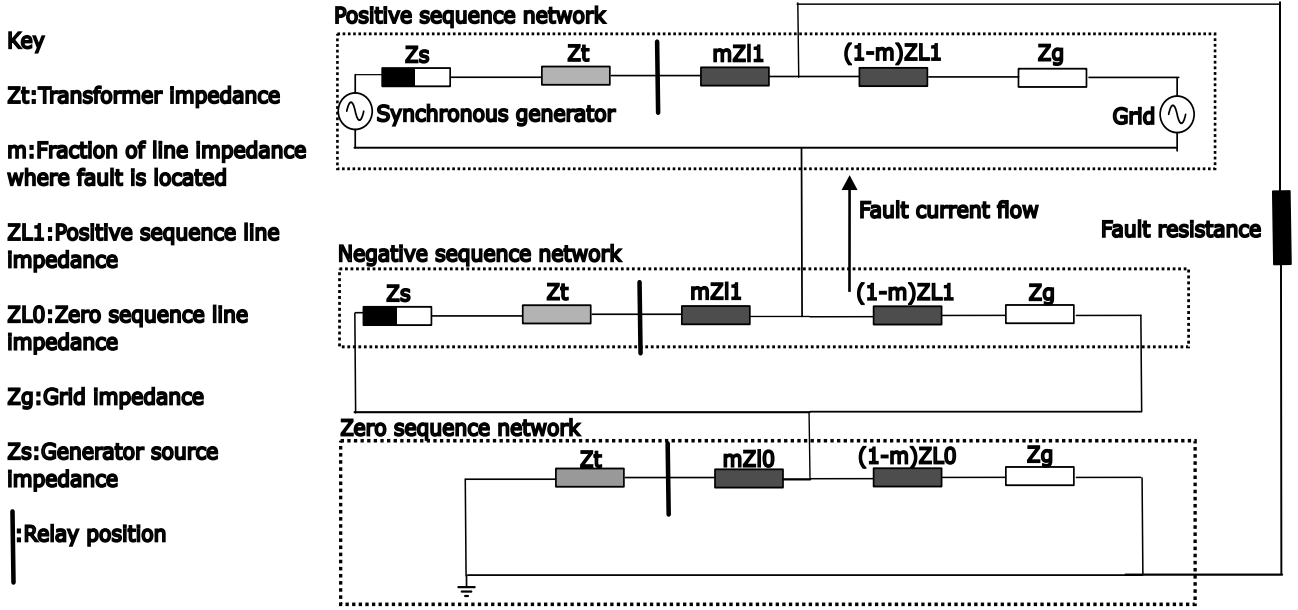 Key
Zt:Transformer impedance
m:Fraction of line impedance
where fault is located
ZL1:Positive sequence line
impedance
ZL0:Zero sequence line
impedance
Zg:Grid impedance
Zs:Generator source
impedance
:Relay position
Positive sequence network
Zs
Zt
mZl1
(1-m)ZL1
Zg
Synchronous generator
Grid
Fault current flow
Fault resistance
Negative sequence network
Zs
Zt
mZl1
(1-m)ZL1
Zg
Zero sequence network
Zt
mZl0
(1-m)ZL0
Zg